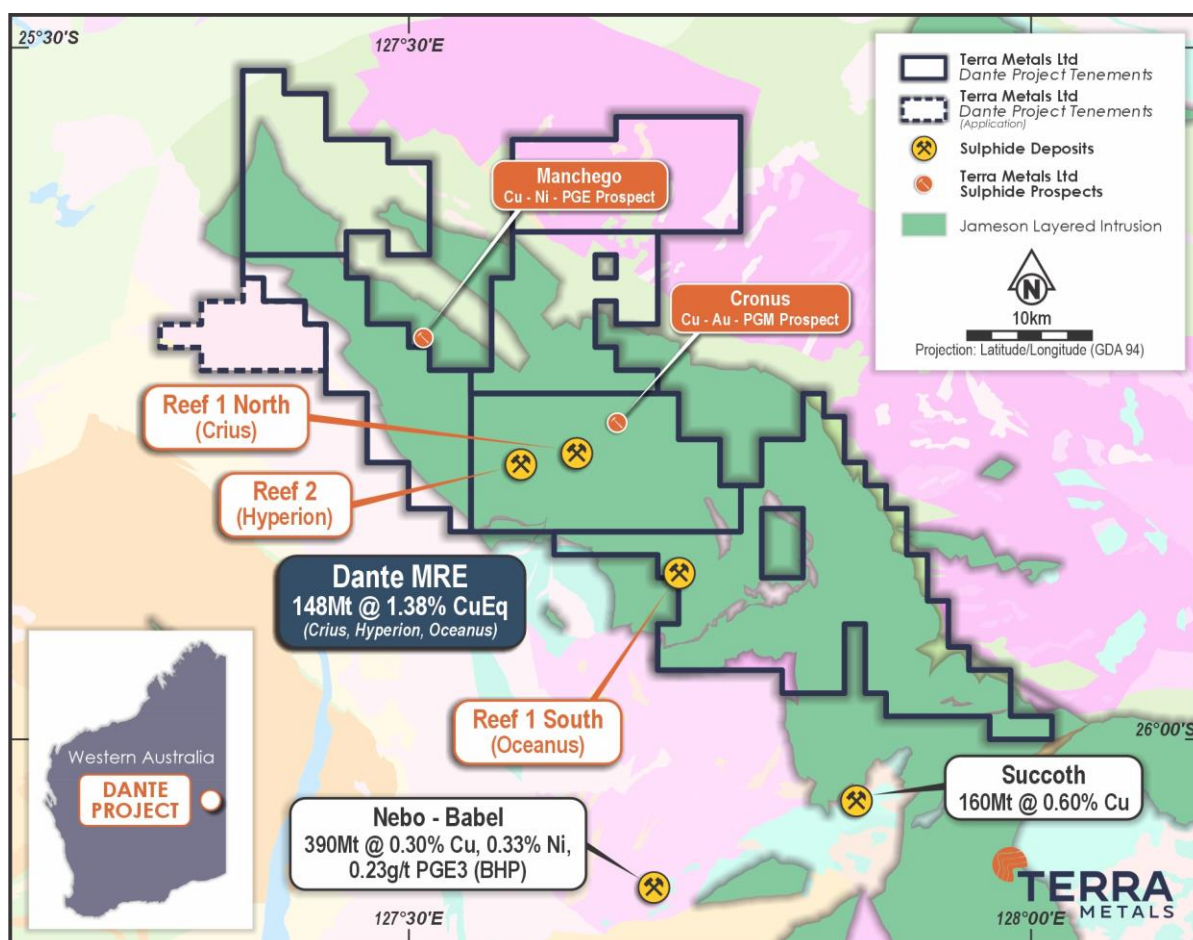 25°30'S
127°30'E
Terra Metals Ltd
Dante Project Tenements
Terra Metals Ltd
Dante Project Tenements
(Application)
Sulphide Deposits
Terra Metals Ltd
Sulphide Prospects
Jameson Layered Intrusion
N
10km
Projection: Latitude/Longitude (GDA 94)
Manchego
Cu - Ni - PGE Prospect
Cronus
Cu - Au - PGM Prospect
Reef 1 North
(Crius)
Reef 2
(Hyperion)
Dante MRE
148Mt @ 1.38% CuEq
(Crius, Hyperion, Oceanus)
Reef 1 South
(Oceanus)
26°00'S
Western Australia
DANTE
PROJECT
Succoth
160Mt @ 0.60% Cu
Nebo - Babel
390Mt @ 0.30% Cu, 0.33% Ni,
0.23g/t PGE3 (BHP)
TERRA
METALS
127°30'E
128°00'E